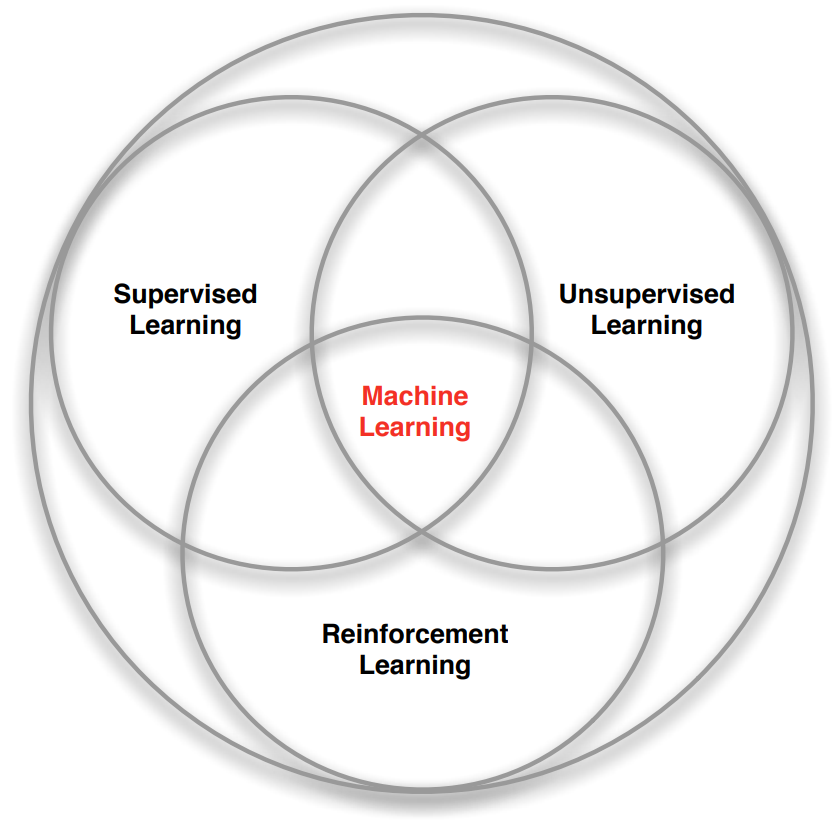 Supervised
Learning
Unsupervised
Learning
Machine
Learning
Reinforcement
Learning